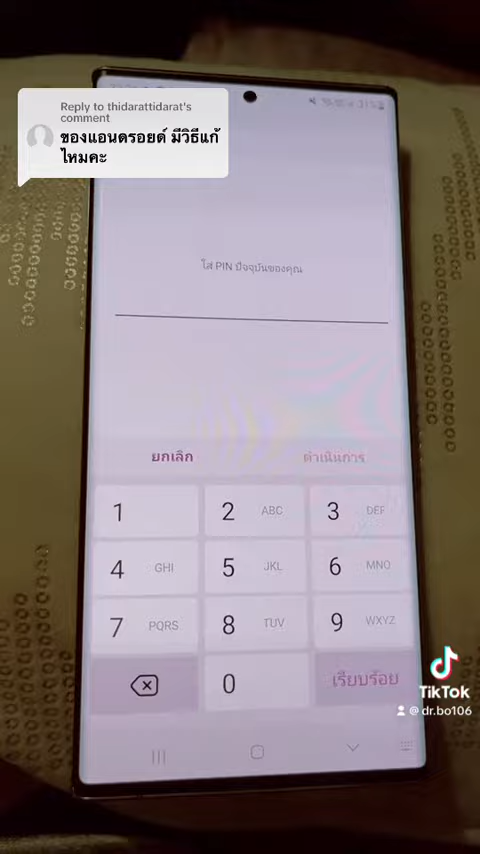 Reply to thidarattidarat's
comment
ของแอนดรอยด์ มีวิธีแก้
ไหมคะ
31%
ใส่ PIN ปัจจุบันของคุณ
ยกเลิก
ดำเนินการ
1
2 ABC
3 DEF
4 GHI
5 JKL
6 MNO
7 PQRS
8 TUV
9 WXYZ
0
เรียบร้อย
TikTok
@dr.bo106